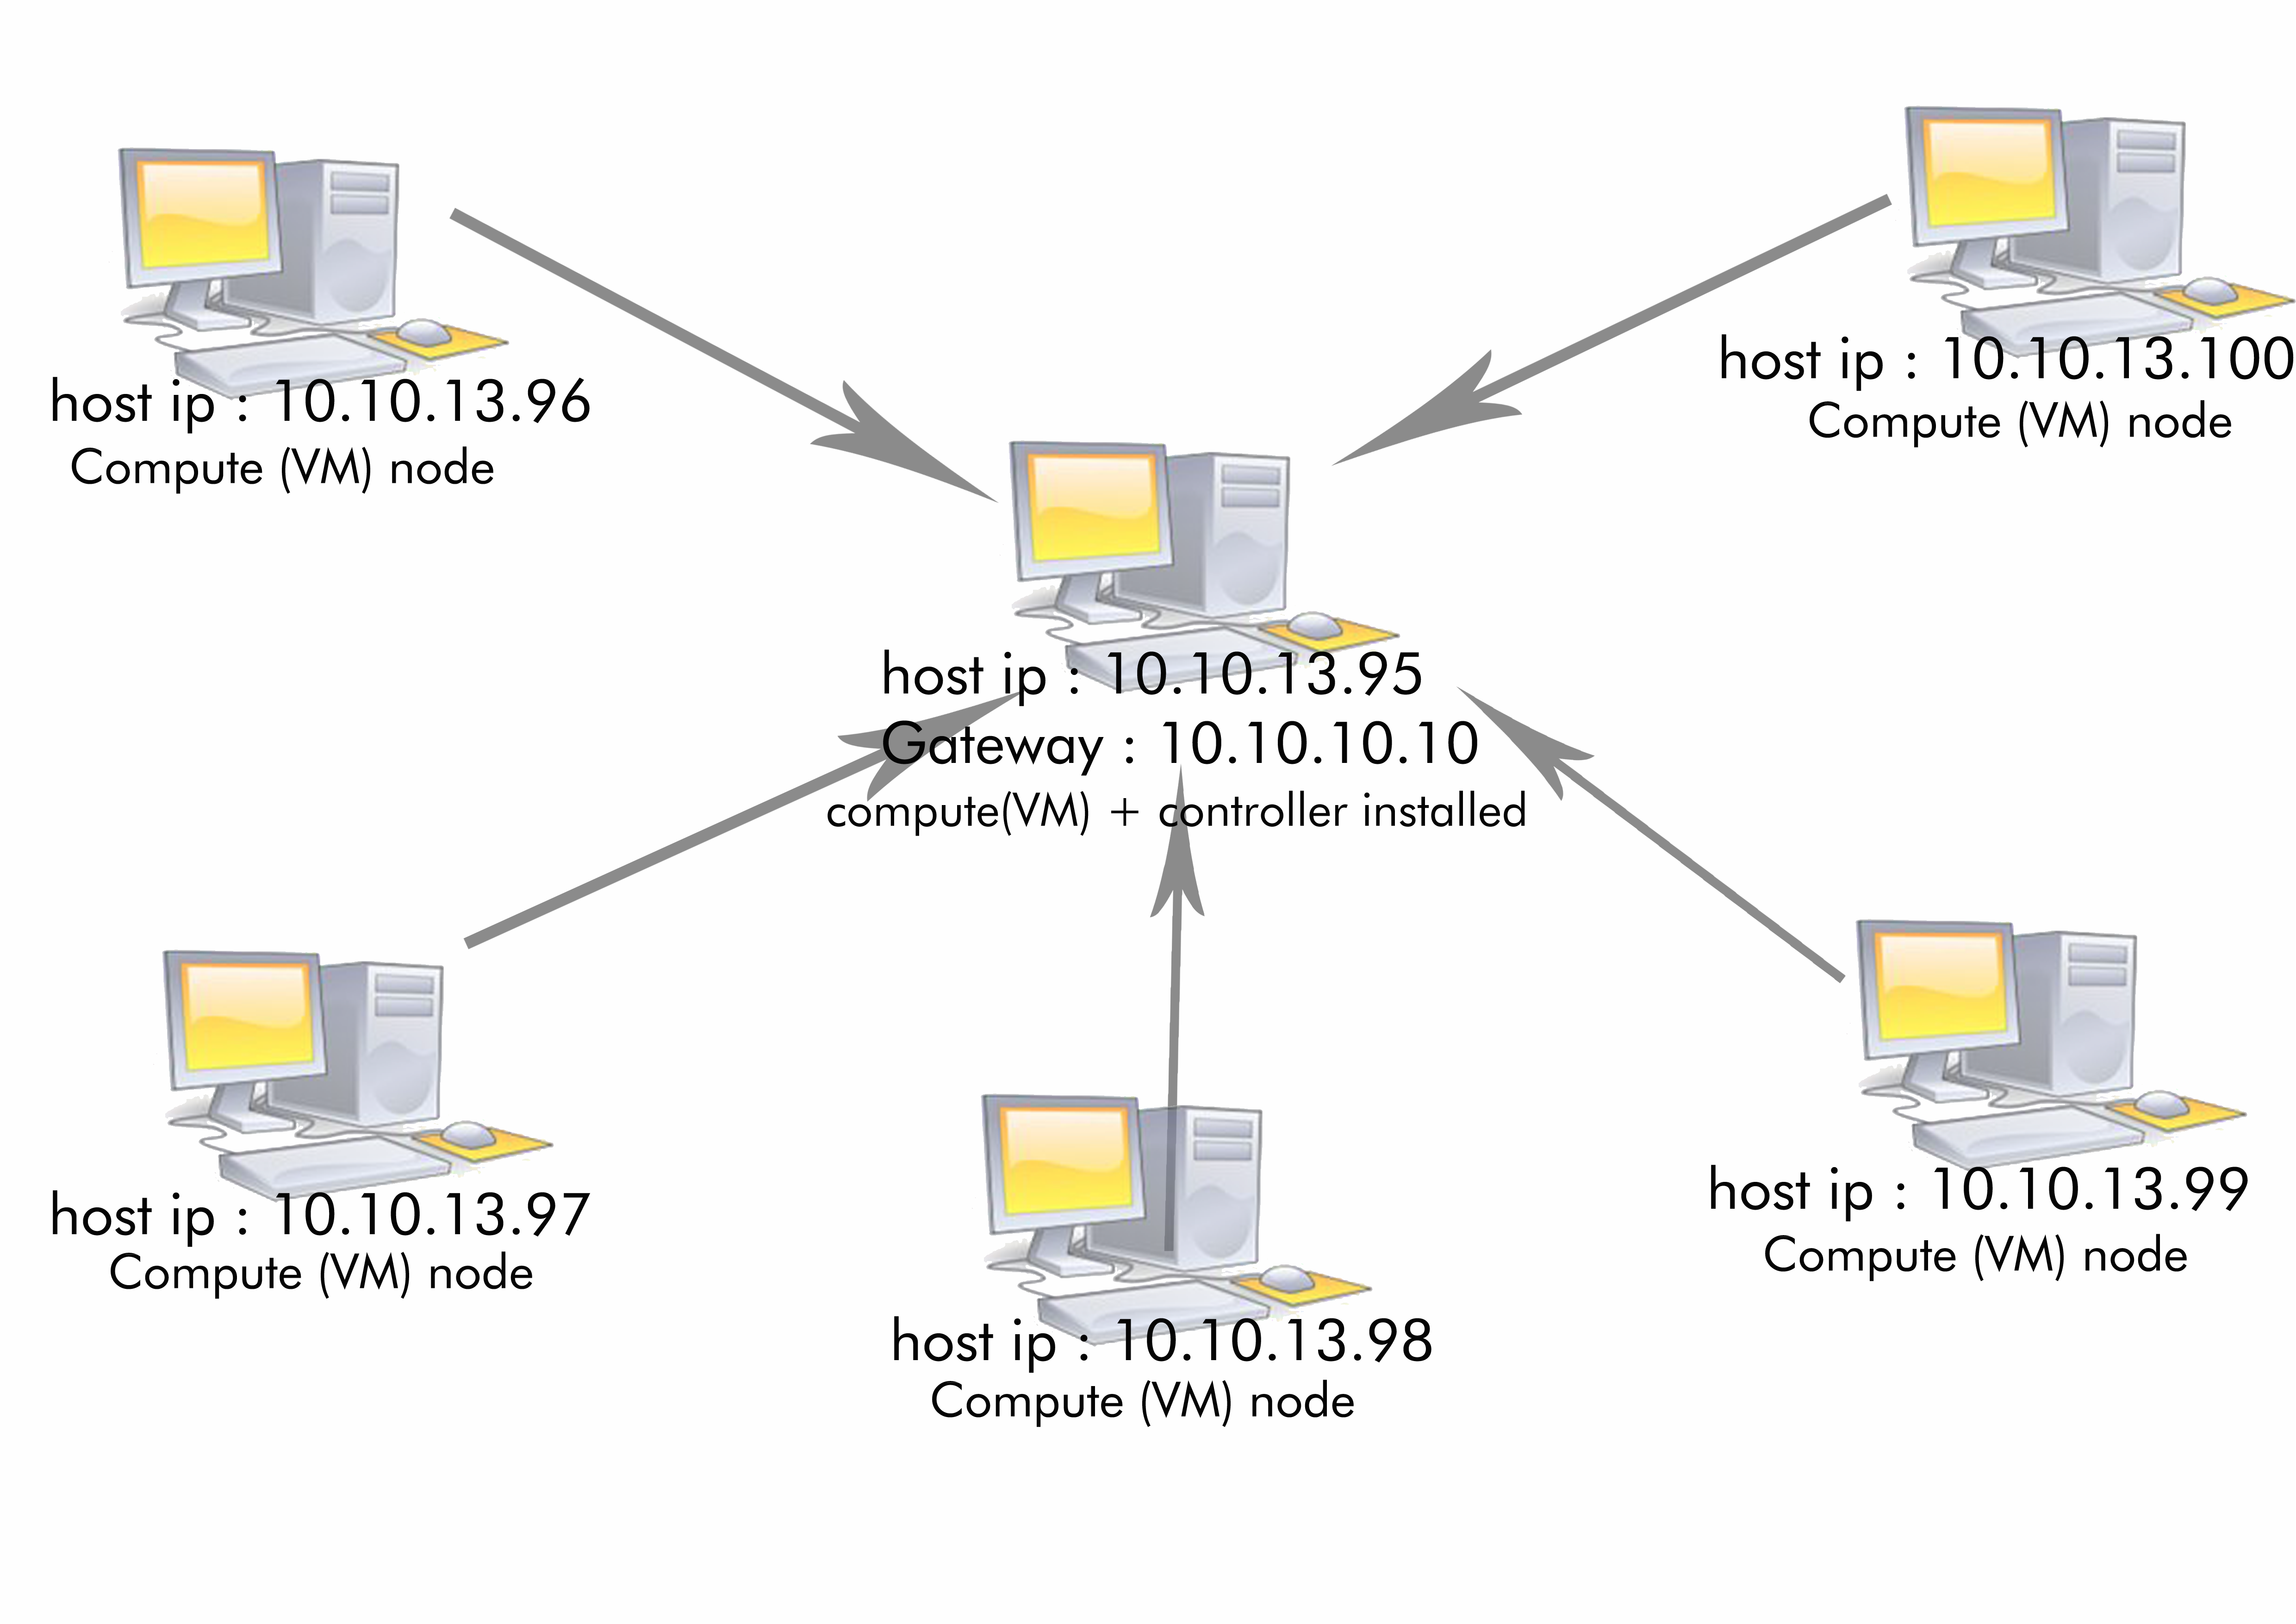 host ip : 10.10.13.96
Compute (VM) node
host ip : 10.10.13.100
Compute (VM) node
host ip : 10.10.13.95
Gateway : 10.10.10.10
compute(VM) + controller installed
host ip : 10.10.13.97
Compute (VM) node
host ip : 10.10.13.98
Compute (VM) node
host ip : 10.10.13.99
Compute (VM) node